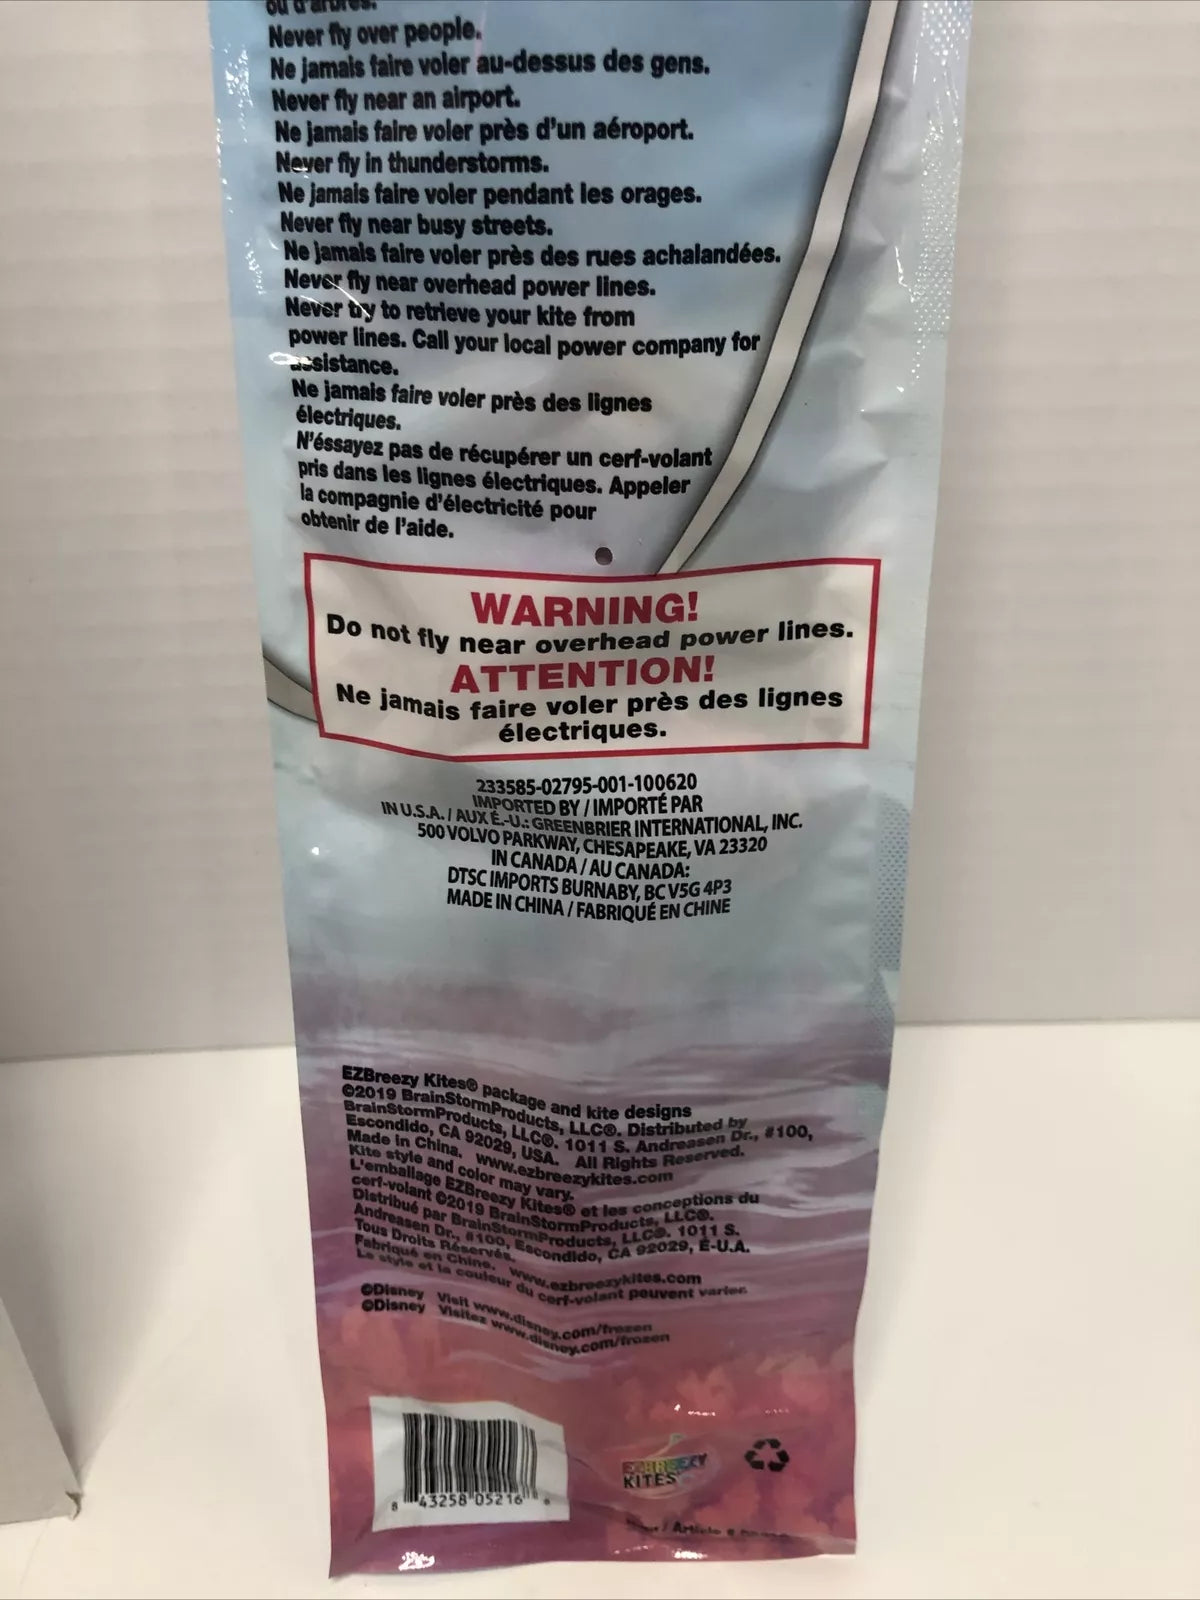 ou d'arbres.
Never fly over people.
Ne jamais faire voler au-dessus des gens.
Never fly near an airport.
Ne jamais faire voler près d'un aéroport.
Never fly in thunderstorms.
Ne jamais faire voler pendant les orages.
Never fly near busy streets.
Ne jamais faire voler près des rues achalandées.
Never fly near overhead power lines.
Never try to retrieve your kite from
power lines. Call your local power company for
assistance.
Ne jamais faire voler près des lignes
électriques.
N'éssayez pas de récupérer un cerf-volant
pris dans les lignes électriques. Appeler
la compagnie d'électricité pour
obtenir de l'aide.
WARNING!
Do not fly near overhead power lines.
ATTENTION!
Ne jamais faire voler près des lignes
électriques.
233585-02795-001-100620
IMPORTED BY / IMPORTÉ PAR
IN U.S.A. / AUX É.-U.: GREENBRIER INTERNATIONAL, INC.
500 VOLVO PARKWAY, CHESAPEAKE, VA 23320
IN CANADA / AU CANADA:
DTSC IMPORTS BURNABY, BC V5G 4P3
MADE IN CHINA / FABRIQUÉ EN CHINE
EZBreezy Kites® package and kite designs
©2019 BrainStormProducts, LLC®. Distributed by
BrainStormProducts, LLC®. 1011 S. Andreasen Dr., #100,
Escondido, CA 92029, USA. All Rights Reserved.
Made in China. www.ezbreezykites.com
Kite style and color may vary.
L'emballage EZBreezy Kites® et les conceptions du
cerf-volant ©2019 BrainStormProducts, LLC®.
Distribué par BrainStormProducts, LLC®. 1011 S.
Andreasen Dr., #100, Escondido, CA 92029, É-U.A.
Tous Droits Réservés.
Fabriqué en Chine. www.ezbreezykites.com
Le style et la couleur du cerf-volant peuvent varier.
©Disney Visit www.disney.com/frozen
©Disney Visitez www.disney.com/frozen
8 43258 05216
EZBREEZY
KITES
/ Article